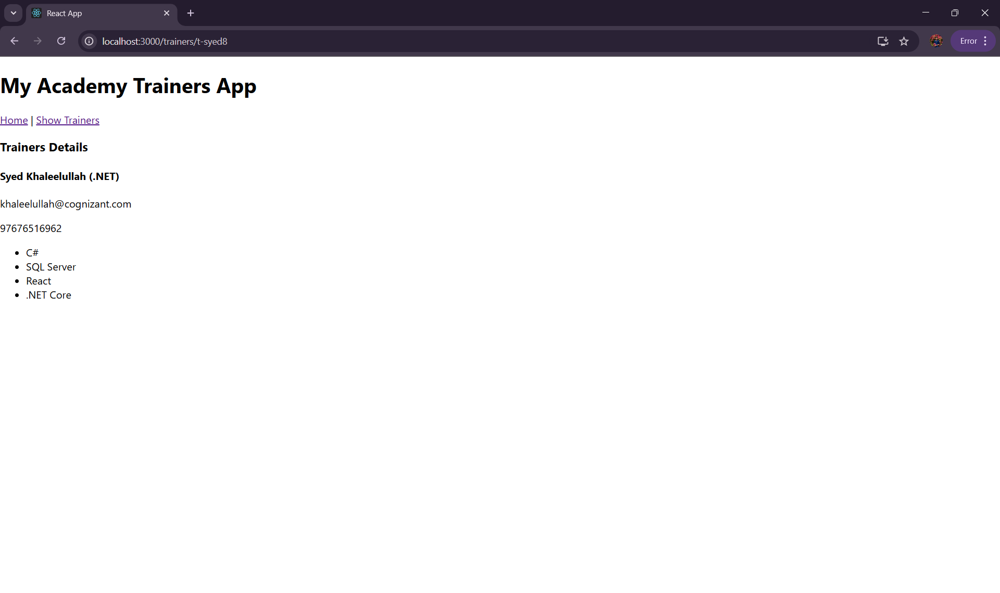 React App
localhost:3000/trainers/t-syed8
Error
My Academy Trainers App
Home | Show Trainers
Trainers Details
Syed Khaleelullah (.NET)
khaleelullah@cognizant.com
97676516962
C#
SQL Server
React
.NET Core